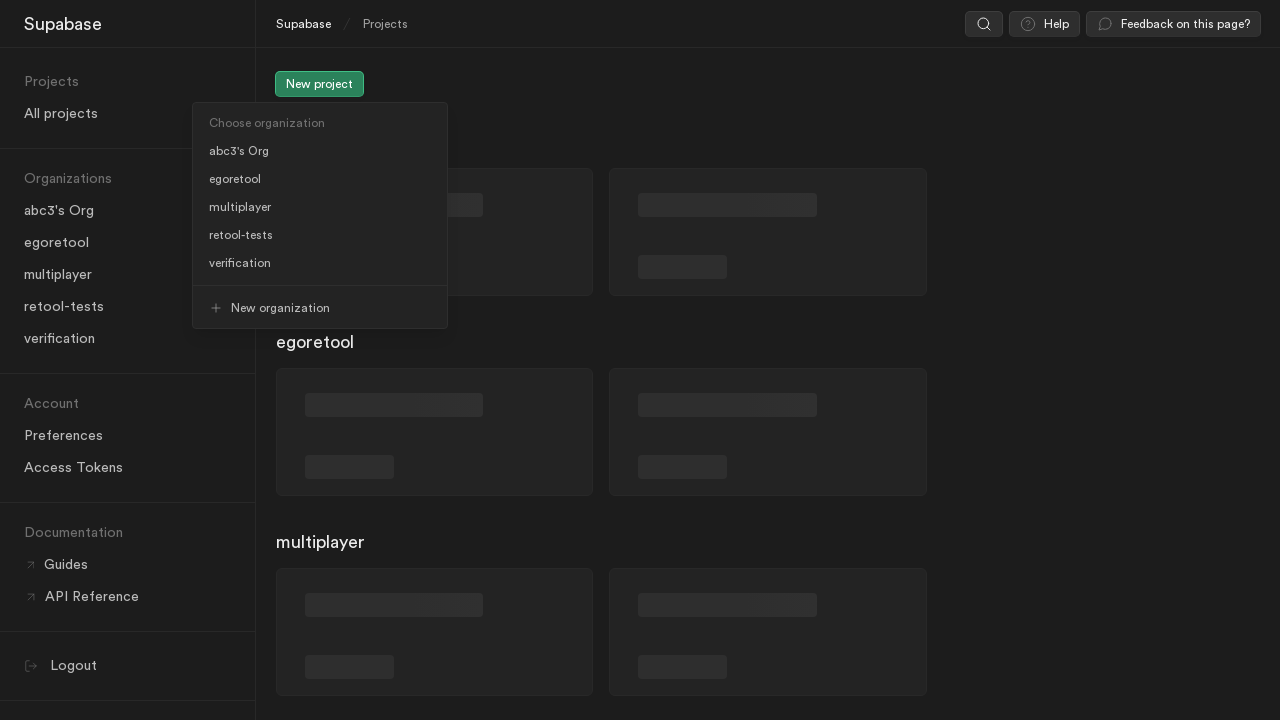 Supabase
Supabase / Projects
Help
Feedback on this page?
Projects
All projects
Organizations
abc3's Org
egoretool
multiplayer
retool-tests
verification
Account
Preferences
Access Tokens
Documentation
Guides
API Reference
Logout
New project
Choose organization
abc3's Org
egoretool
multiplayer
retool-tests
verification
New organization
egoretool
multiplayer